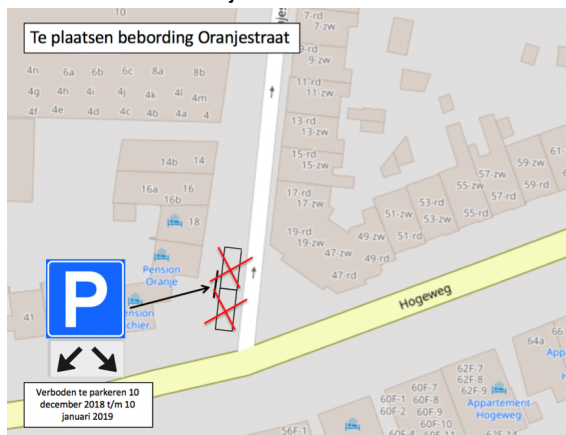 10
7-rd
7-zw
Te plaatsen bebording Oranjestraat
9-rd
9-zw
4n 6a 6b 6c 8a 8b
4g 4h 4i 4j 4k 4l 4m
4f 4e 4d 4c 4b 4a 4
11-rd
11-zw
13-rd
13-zw
15-rd
15-zw
14b 14
16a 16
16b
18
17-rd
17-zw
19-rd
19-zw
47-zw
47-rd
49-zw
49-rd
51-zw
51-rd
53-rd
53-zw
55-zw
55-rd
57-zw
57-rd
59-zw
59-rd
Pension
Oranje
P
41
Hogeweg
Verboden te parkeren 10
december 2018 t/m 10
januari 2019
66
64a
62F-7
62F-8
62F-9
Appartement
Hogeweg
60F-7
60F-1 60F-8
60F-2 60F-9
60F-10
60F-11
56F-1